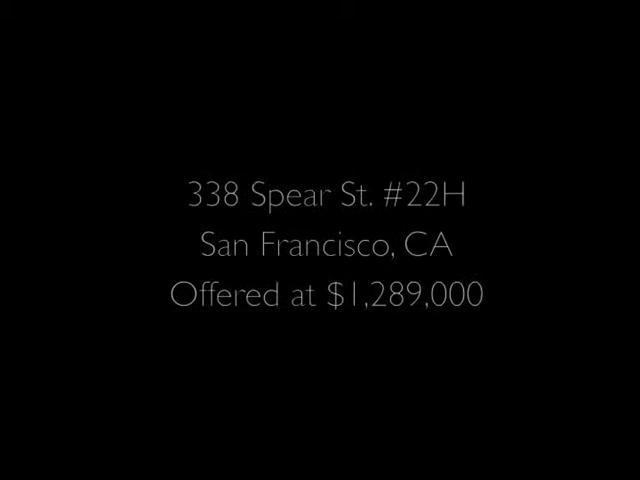 338 Spear St. #22H
San Francisco, CA
Offered at $1,289,000